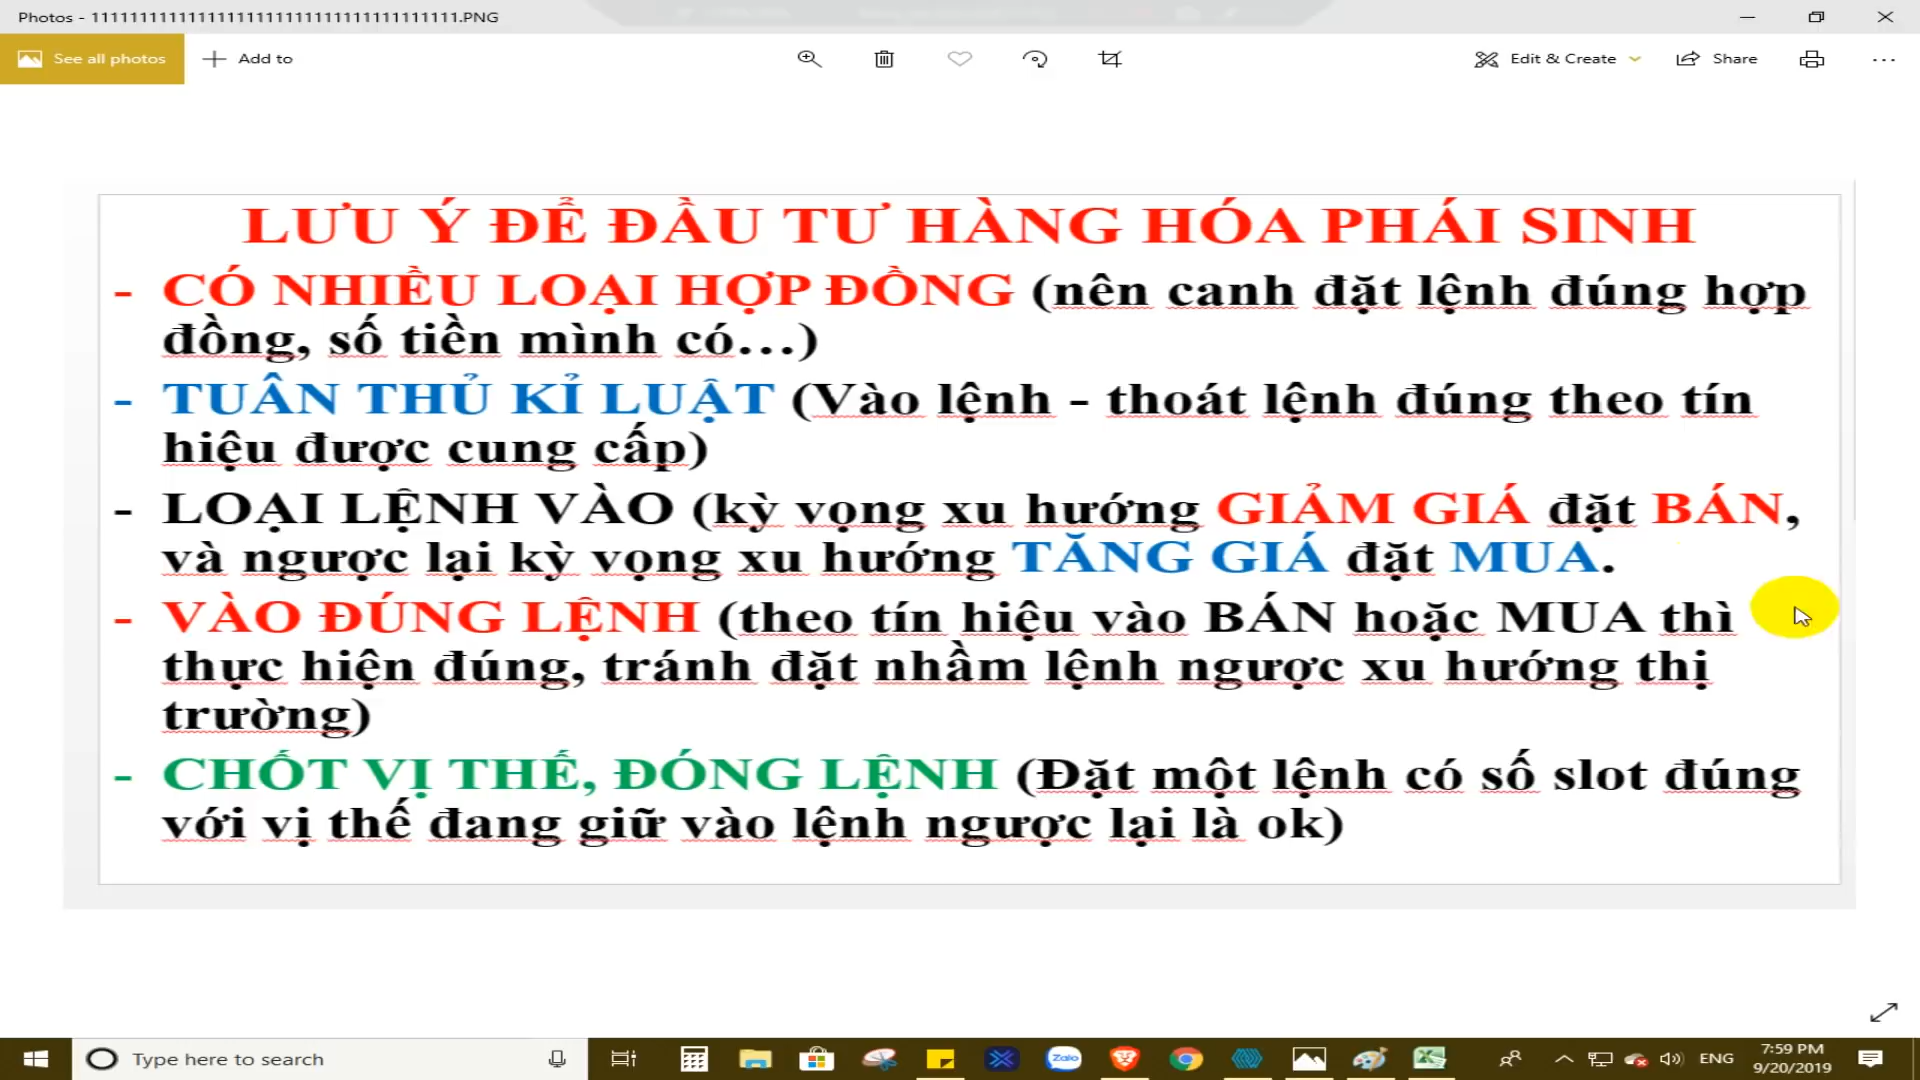 Photos - 11111111111111111111111111111111111111.PNG
See all photos
Add to
Edit & Create
Share
LƯU Ý ĐỂ ĐẦU TƯ HÀNG HÓA PHÁI SINH
- CÓ NHIỀU LOẠI HỢP ĐỒNG (nên canh đặt lệnh đúng hợp
đồng, số tiền mình có...)
- TUÂN THỦ KỈ LUẬT (Vào lệnh - thoát lệnh đúng theo tín
hiệu được cung cấp)
- LOẠI LỆNH VÀO (kỳ vọng xu hướng GIẢM GIÁ đặt BÁN,
và ngược lại kỳ vọng xu hướng TĂNG GIÁ đặt MUA.
- VÀO ĐÚNG LỆNH (theo tín hiệu vào BÁN hoặc MUA thì
thực hiện đúng, tránh đặt nhầm lệnh ngược xu hướng thị
trường)
- CHỐT VỊ THẾ, ĐÓNG LỆNH (Đặt một lệnh có số slot đúng
với vị thế đang giữ vào lệnh ngược lại là ok)
Type here to search
Zalo
ENG
7:59 PM
9/20/2019